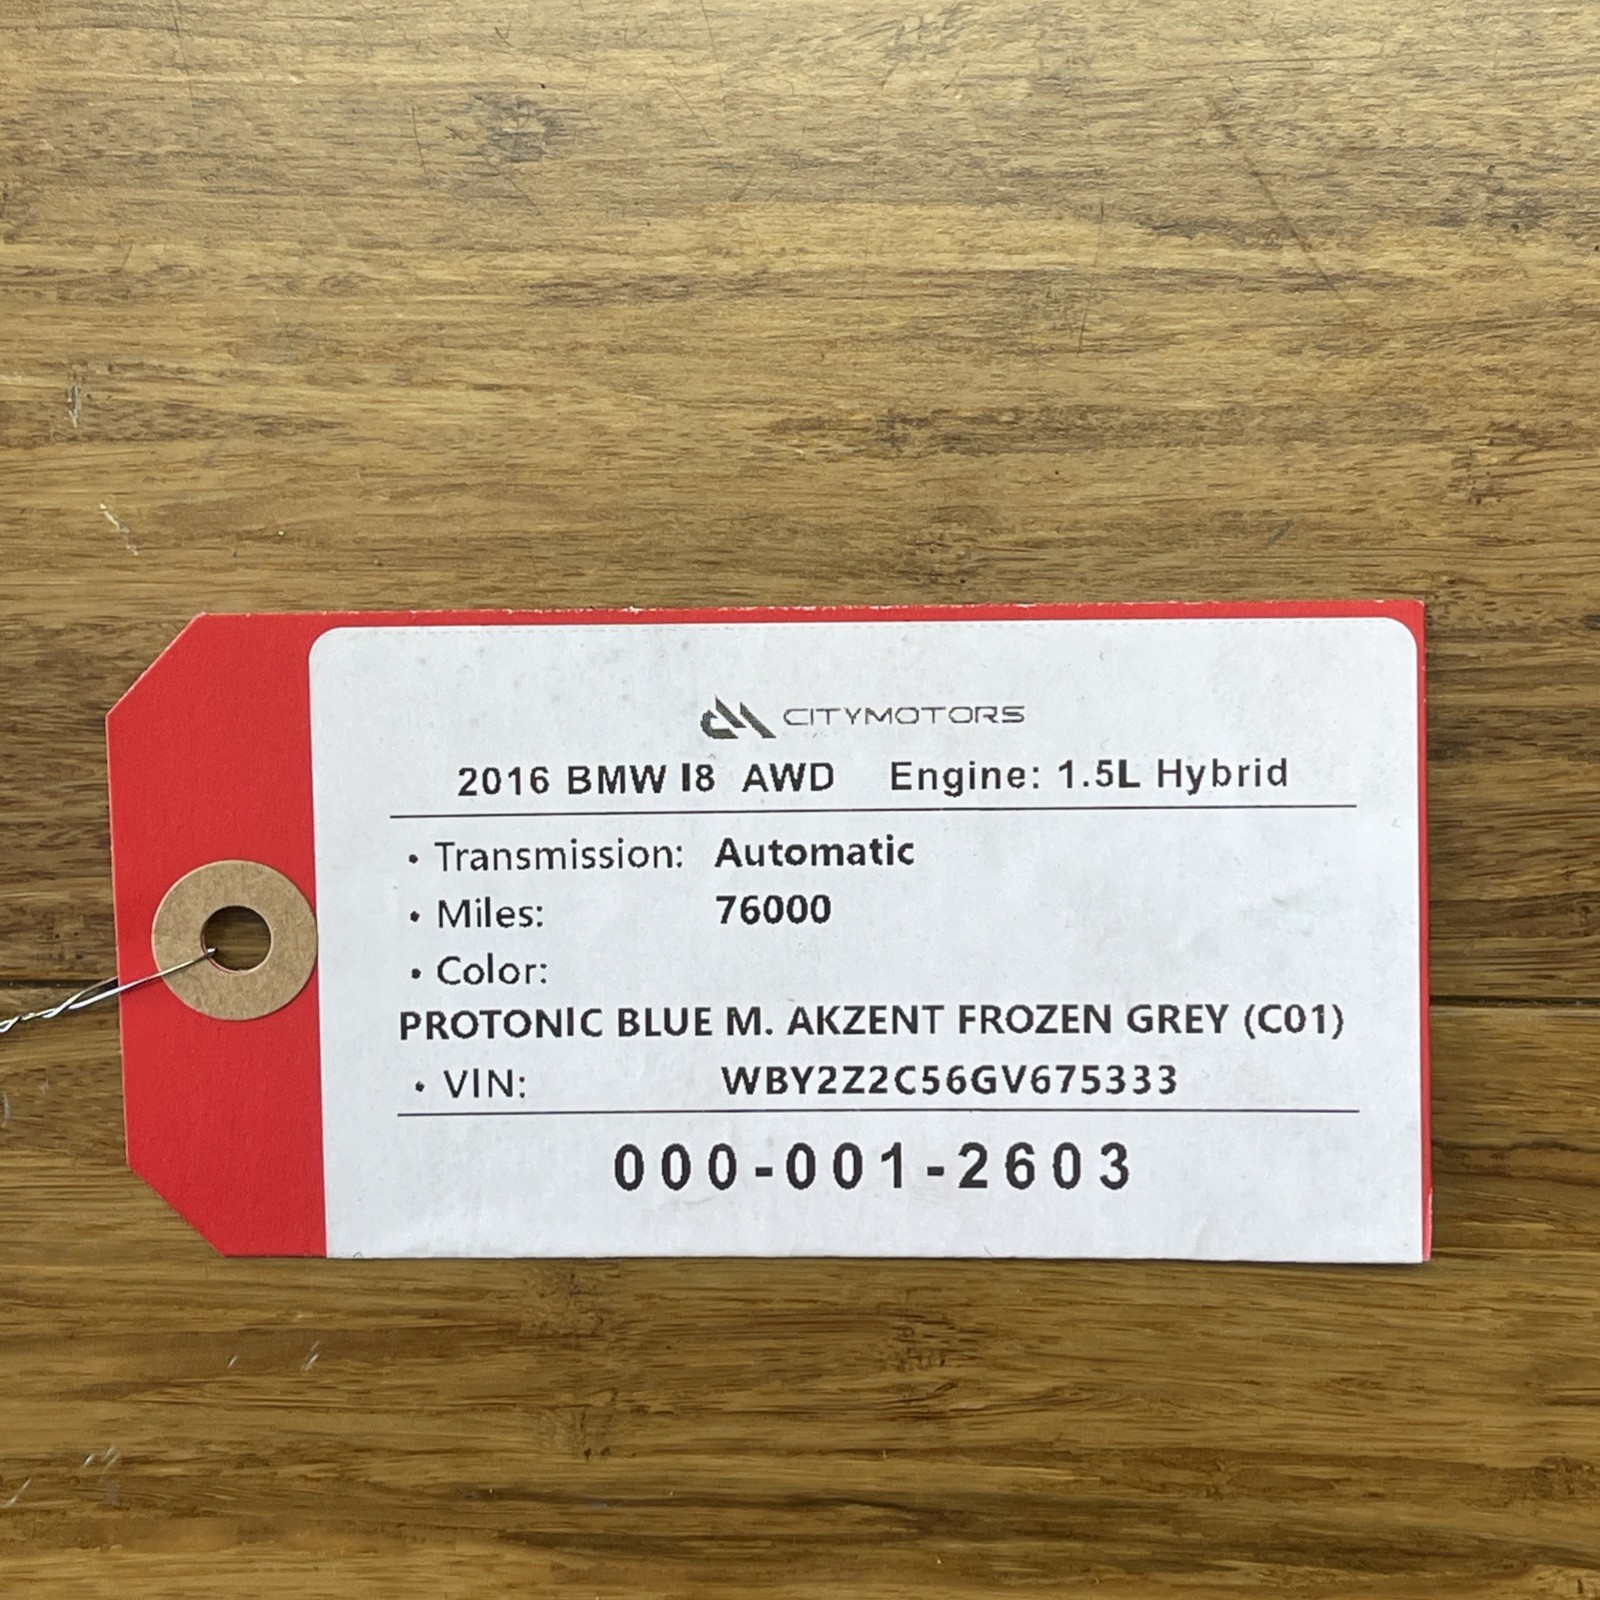 CITYMOTORS
2016 BMW I8 AWD Engine: 1.5L Hybrid
• Transmission: Automatic
• Miles: 76000
• Color:
PROTONIC BLUE M. AKZENT FROZEN GREY (C01)
• VIN: WBY2Z2C56GV675333
000-001-2603